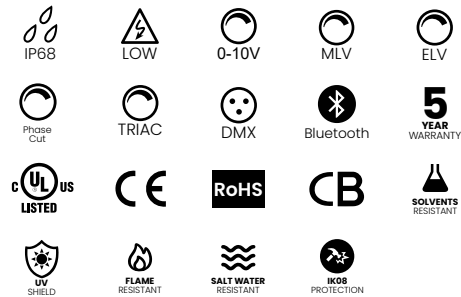 IP68
LOW
0-10V
MLV
ELV
Phase
Cut
TRIAC
DMX
Bluetooth
5
YEAR
WARRANTY
C UL US
LISTED
CE
RoHS
CB
SOLVENTS
RESISTANT
UV
SHIELD
FLAME
RESISTANT
SALT WATER
RESISTANT
IK08
PROTECTION